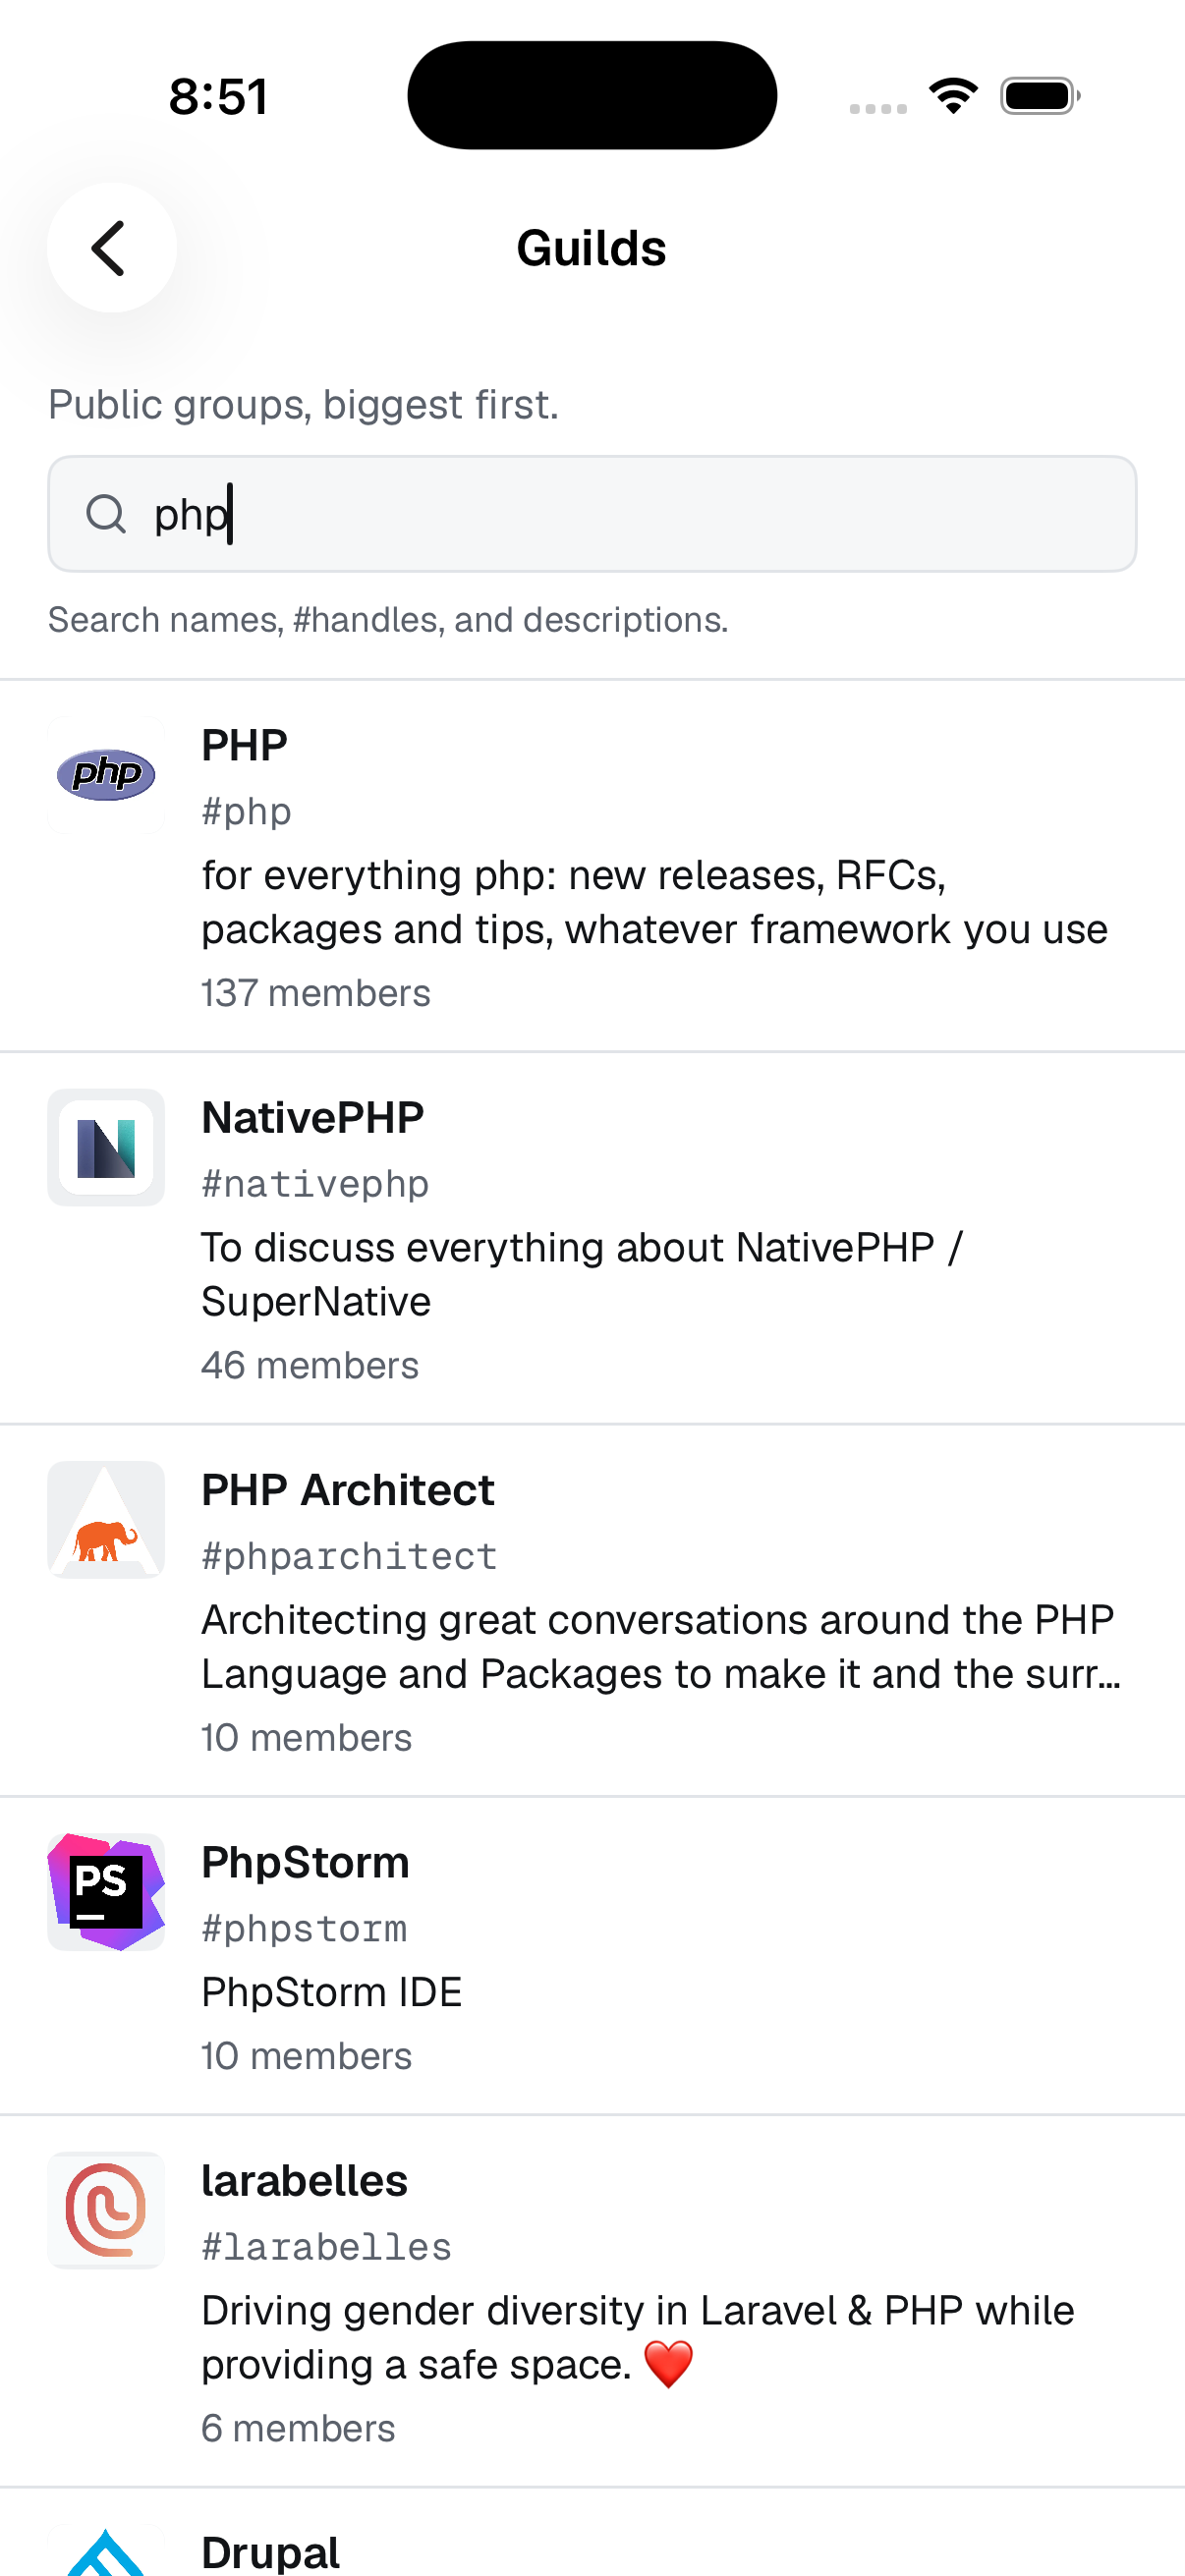 8:51
Guilds
Public groups, biggest first.
php
Search names, #handles, and descriptions.
php
PHP
#php
for everything php: new releases, RFCs,
packages and tips, whatever framework you use
137 members
NativePHP
#nativephp
To discuss everything about NativePHP /
SuperNative
46 members
PHP Architect
#phparchitect
Architecting great conversations around the PHP
Language and Packages to make it and the surr...
10 members
PS
PhpStorm
#phpstorm
PhpStorm IDE
10 members
larabelles
#larabelles
Driving gender diversity in Laravel & PHP while
providing a safe space. ❤️
6 members
Drupal